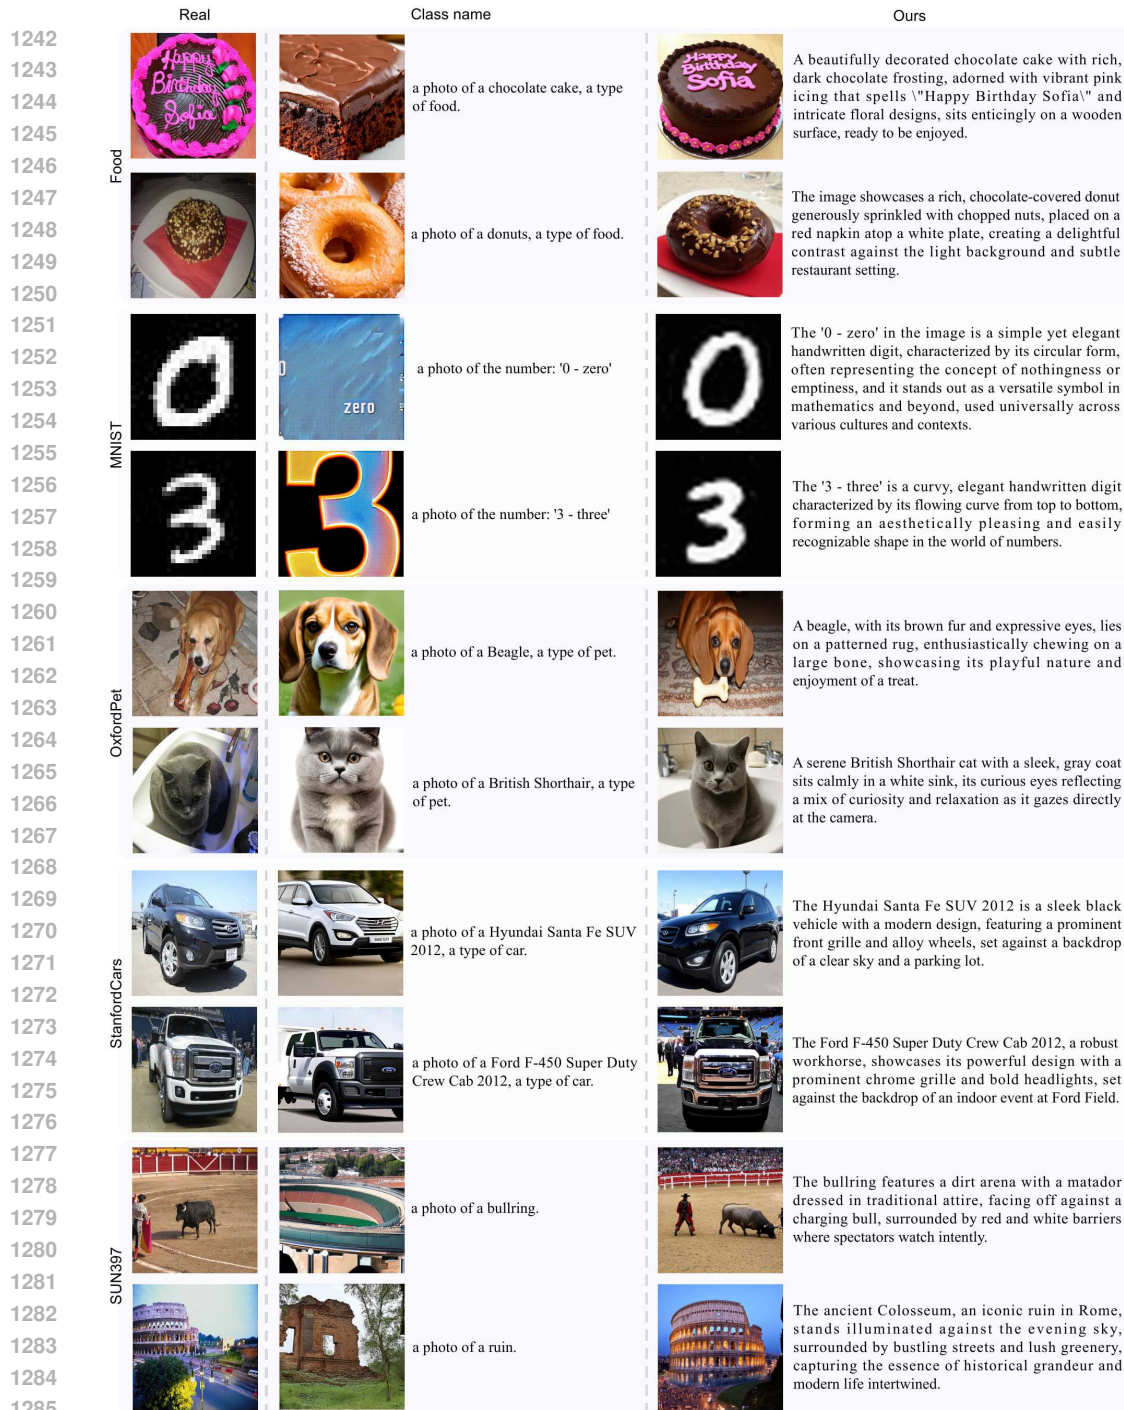 Real Class name Ours
1242
1243
1244
1245
1246
1247
1248
1249
1250
1251
1252
1253
1254
1255
1256
1257
1258
1259
1260
1261
1262
1263
1264
1265
1266
1267
1268
1269
1270
1271
1272
1273
1274
1275
1276
1277
1278
1279
1280
1281
1282
1283
1284
1285
Food
Happy
Birthday
Sofia
a photo of a chocolate cake, a type
of food.
Happy
Birthday
Sofia
A beautifully decorated chocolate cake with rich,
dark chocolate frosting, adorned with vibrant pink
icing that spells \"Happy Birthday Sofia\" and
intricate floral designs, sits enticingly on a wooden
surface, ready to be enjoyed.
a photo of a donuts, a type of food.
The image showcases a rich, chocolate-covered donut
generously sprinkled with chopped nuts, placed on a
red napkin atop a white plate, creating a delightful
contrast against the light background and subtle
restaurant setting.
MNIST
0
0
zero
a photo of the number: '0 - zero'
0
The '0 - zero' in the image is a simple yet elegant
handwritten digit, characterized by its circular form,
often representing the concept of nothingness or
emptiness, and it stands out as a versatile symbol in
mathematics and beyond, used universally across
various cultures and contexts.
3
3
a photo of the number: '3 - three'
3
The '3 - three' is a curvy, elegant handwritten digit
characterized by its flowing curve from top to bottom,
forming an aesthetically pleasing and easily
recognizable shape in the world of numbers.
OxfordPet
a photo of a Beagle, a type of pet.
A beagle, with its brown fur and expressive eyes, lies
on a patterned rug, enthusiastically chewing on a
large bone, showcasing its playful nature and
enjoyment of a treat.
a photo of a British Shorthair, a type
of pet.
A serene British Shorthair cat with a sleek, gray coat
sits calmly in a white sink, its curious eyes reflecting
a mix of curiosity and relaxation as it gazes directly
at the camera.
StanfordCars
a photo of a Hyundai Santa Fe SUV
2012, a type of car.
The Hyundai Santa Fe SUV 2012 is a sleek black
vehicle with a modern design, featuring a prominent
front grille and alloy wheels, set against a backdrop
of a clear sky and a parking lot.
a photo of a Ford F-450 Super Duty
Crew Cab 2012, a type of car.
The Ford F-450 Super Duty Crew Cab 2012, a robust
workhorse, showcases its powerful design with a
prominent chrome grille and bold headlights, set
against the backdrop of an indoor event at Ford Field.
SUN397
a photo of a bullring.
The bullring features a dirt arena with a matador
dressed in traditional attire, facing off against a
charging bull, surrounded by red and white barriers
where spectators watch intently.
a photo of a ruin.
The ancient Colosseum, an iconic ruin in Rome,
stands illuminated against the evening sky,
surrounded by bustling streets and lush greenery,
capturing the essence of historical grandeur and
modern life intertwined.